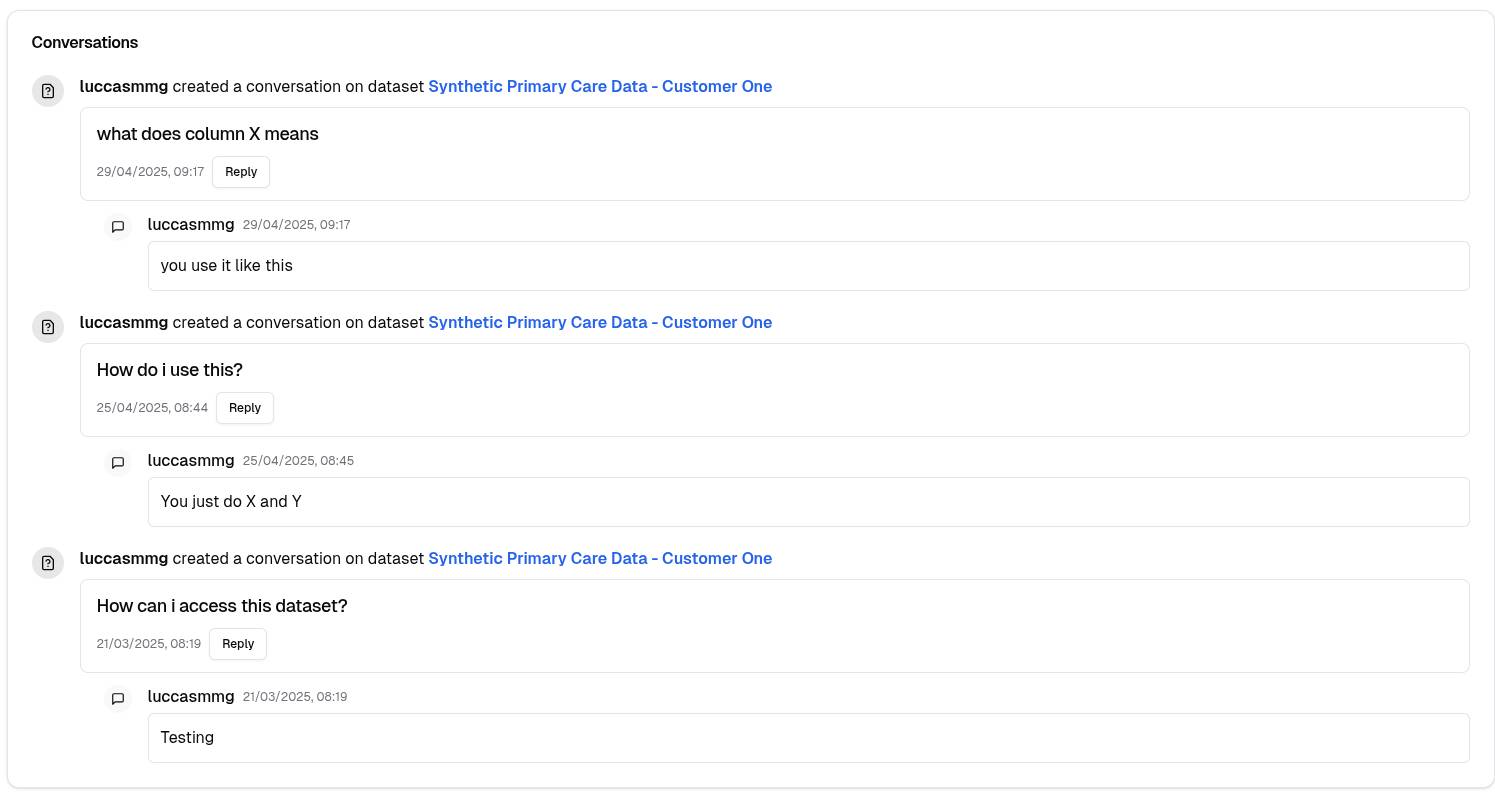 Conversations
luccasmmg created a conversation on dataset Synthetic Primary Care Data - Customer One
what does column X means
29/04/2025, 09:17 Reply
luccasmmg 29/04/2025, 09:17
you use it like this
luccasmmg created a conversation on dataset Synthetic Primary Care Data - Customer One
How do i use this?
25/04/2025, 08:44 Reply
luccasmmg 25/04/2025, 08:45
You just do X and Y
luccasmmg created a conversation on dataset Synthetic Primary Care Data - Customer One
How can i access this dataset?
21/03/2025, 08:19 Reply
luccasmmg 21/03/2025, 08:19
Testing